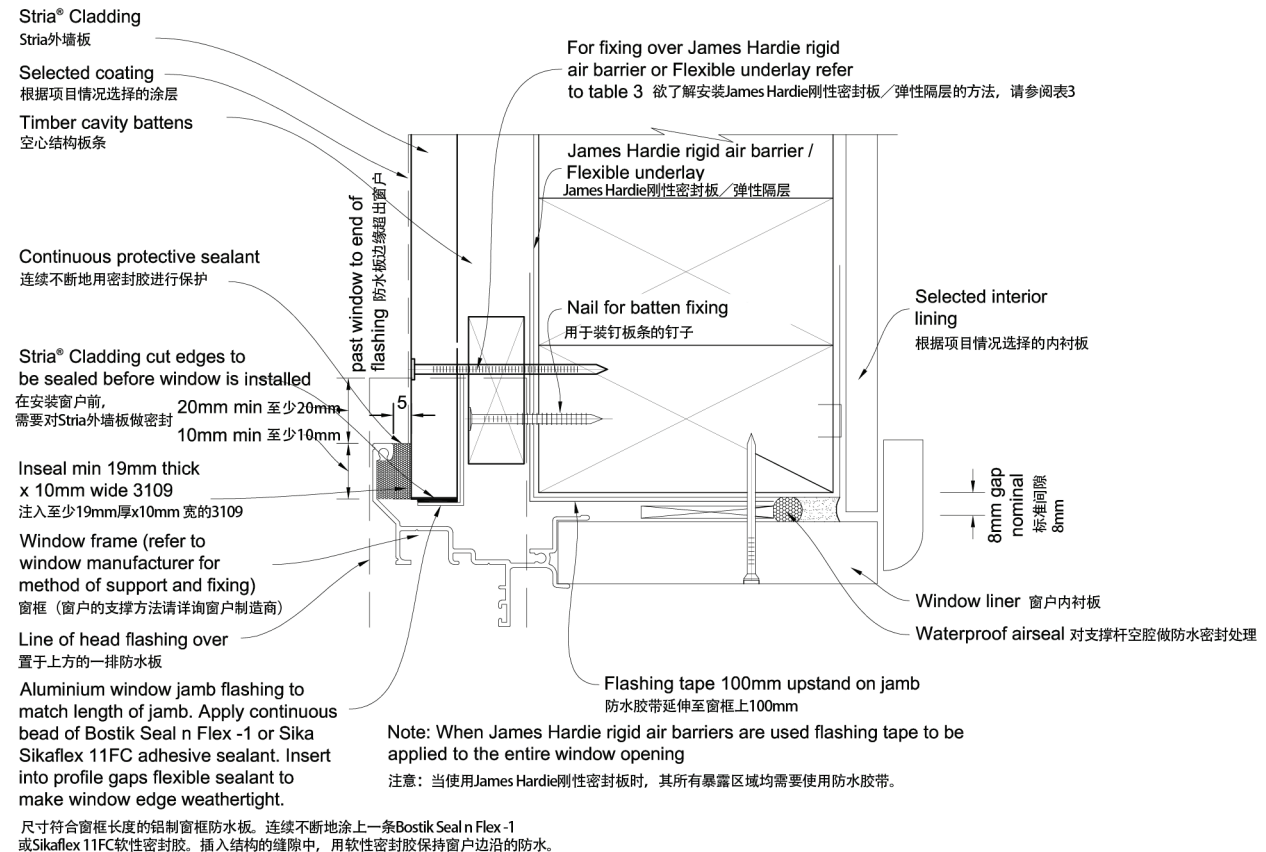 Stria® Cladding
Stria外墙板
Selected coating
根据项目情况选择的涂层
Timber cavity battens
空心结构板条
For fixing over James Hardie rigid
air barrier or Flexible underlay refer
to table 3 欲了解安装James Hardie刚性密封板／弹性隔层的方法，请参阅表3
James Hardie rigid air barrier /
Flexible underlay
James Hardie刚性密封板／弹性隔层
past window to end of
flashing 防水板边缘超出窗户
Continuous protective sealant
连续不断地用密封胶进行保护
Nail for batten fixing
用于装钉板条的钉子
Selected interior
lining
根据项目情况选择的内衬板
Stria® Cladding cut edges to
be sealed before window is installed
在安装窗户前，
需要对Stria外墙板做密封
20mm min 至少20mm
5
10mm min 至少10mm
Inseal min 19mm thick
x 10mm wide 3109
注入至少19mm厚x10mm 宽的3109
8mm gap
nominal
标准间隙
8mm
Window frame (refer to
window manufacturer for
method of support and fixing)
窗框（窗户的支撑方法请详询窗户制造商）
Window liner 窗户内衬板
Waterproof airseal 对支撑杆空腔做防水密封处理
Line of head flashing over
置于上方的一排防水板
Flashing tape 100mm upstand on jamb
防水胶带延伸至窗框上100mm
Aluminium window jamb flashing to
match length of jamb. Apply continuous
bead of Bostik Seal n Flex -1 or Sika
Sikaflex 11FC adhesive sealant. Insert
into profile gaps flexible sealant to
make window edge weathertight.
尺寸符合窗框长度的铝制窗框防水板。连续不断地涂上一条Bostik Seal n Flex -1
或Sikaflex 11FC软性密封胶。插入结构的缝隙中，用软性密封胶保持窗户边沿的防水。
Note: When James Hardie rigid air barriers are used flashing tape to be
applied to the entire window opening
注意：当使用James Hardie刚性密封板时，其所有暴露区域均需要使用防水胶带。